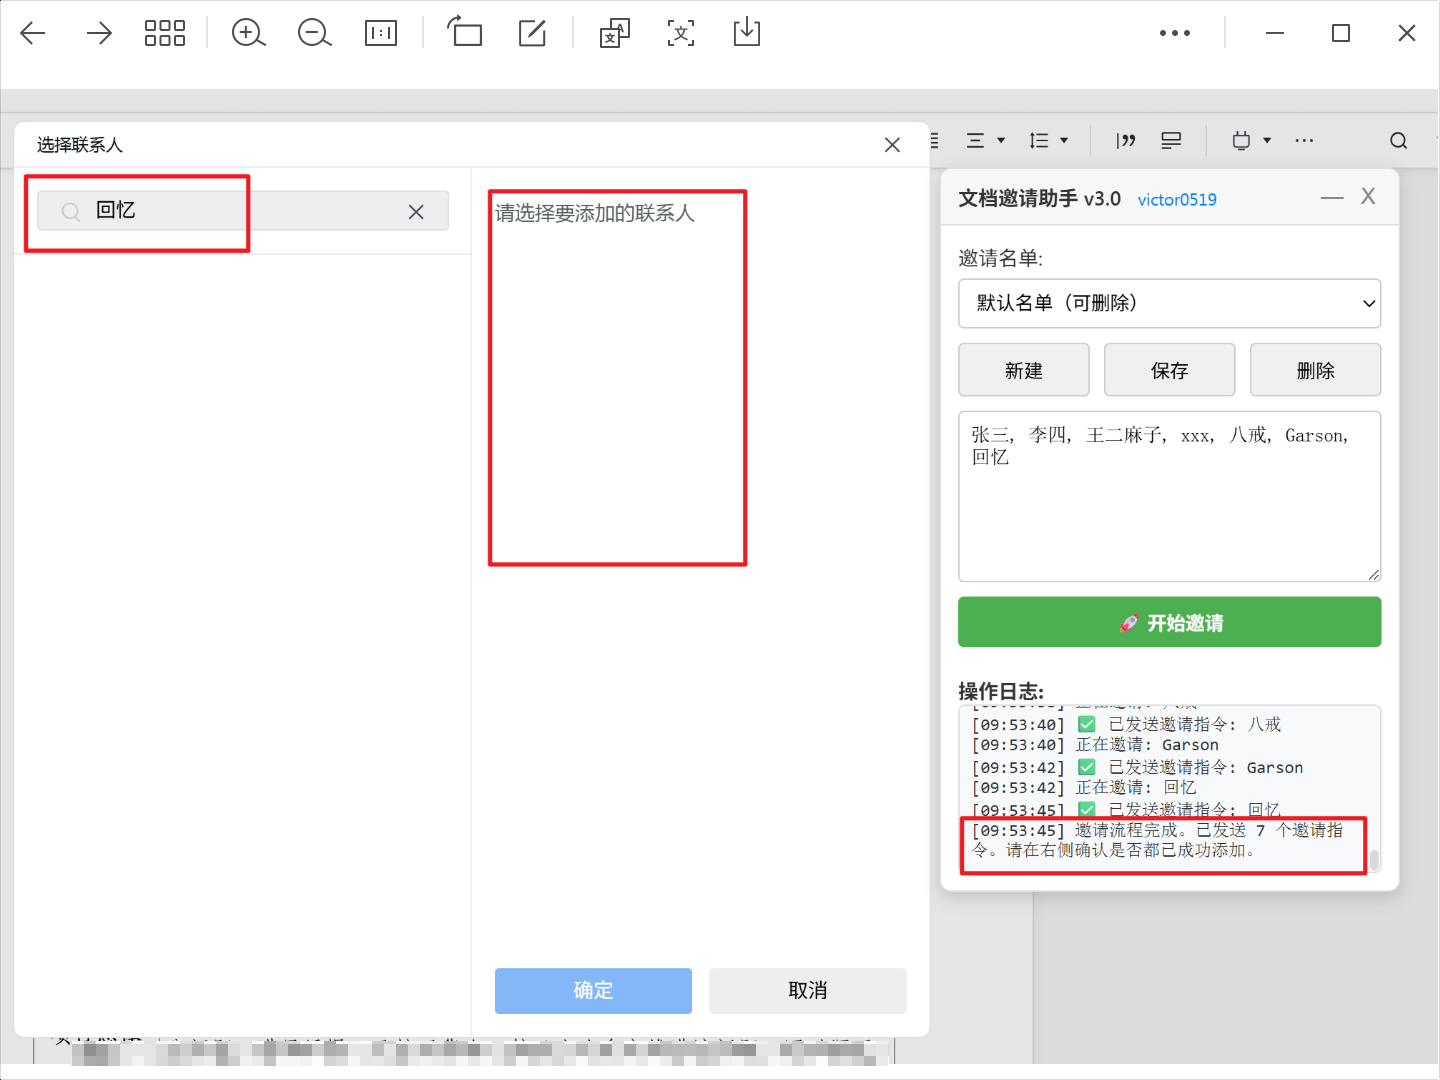 选择联系人
回忆
请选择要添加的联系人
确定
取消
文档邀请助手 v3.0 victor0519
邀请名单:
默认名单（可删除）
新建
保存
删除
张三, 李四, 王二麻子, xxx, 八戒, Garson,
回忆
🚀 开始邀请
操作日志:
[09:53:40] ✅ 已发送邀请指令: 八戒
[09:53:40] 正在邀请: Garson
[09:53:42] ✅ 已发送邀请指令: Garson
[09:53:42] 正在邀请: 回忆
[09:53:45] ✅ 已发送邀请指令: 回忆
[09:53:45] 邀请流程完成。已发送 7 个邀请指
令。请在右侧确认是否都已成功添加。